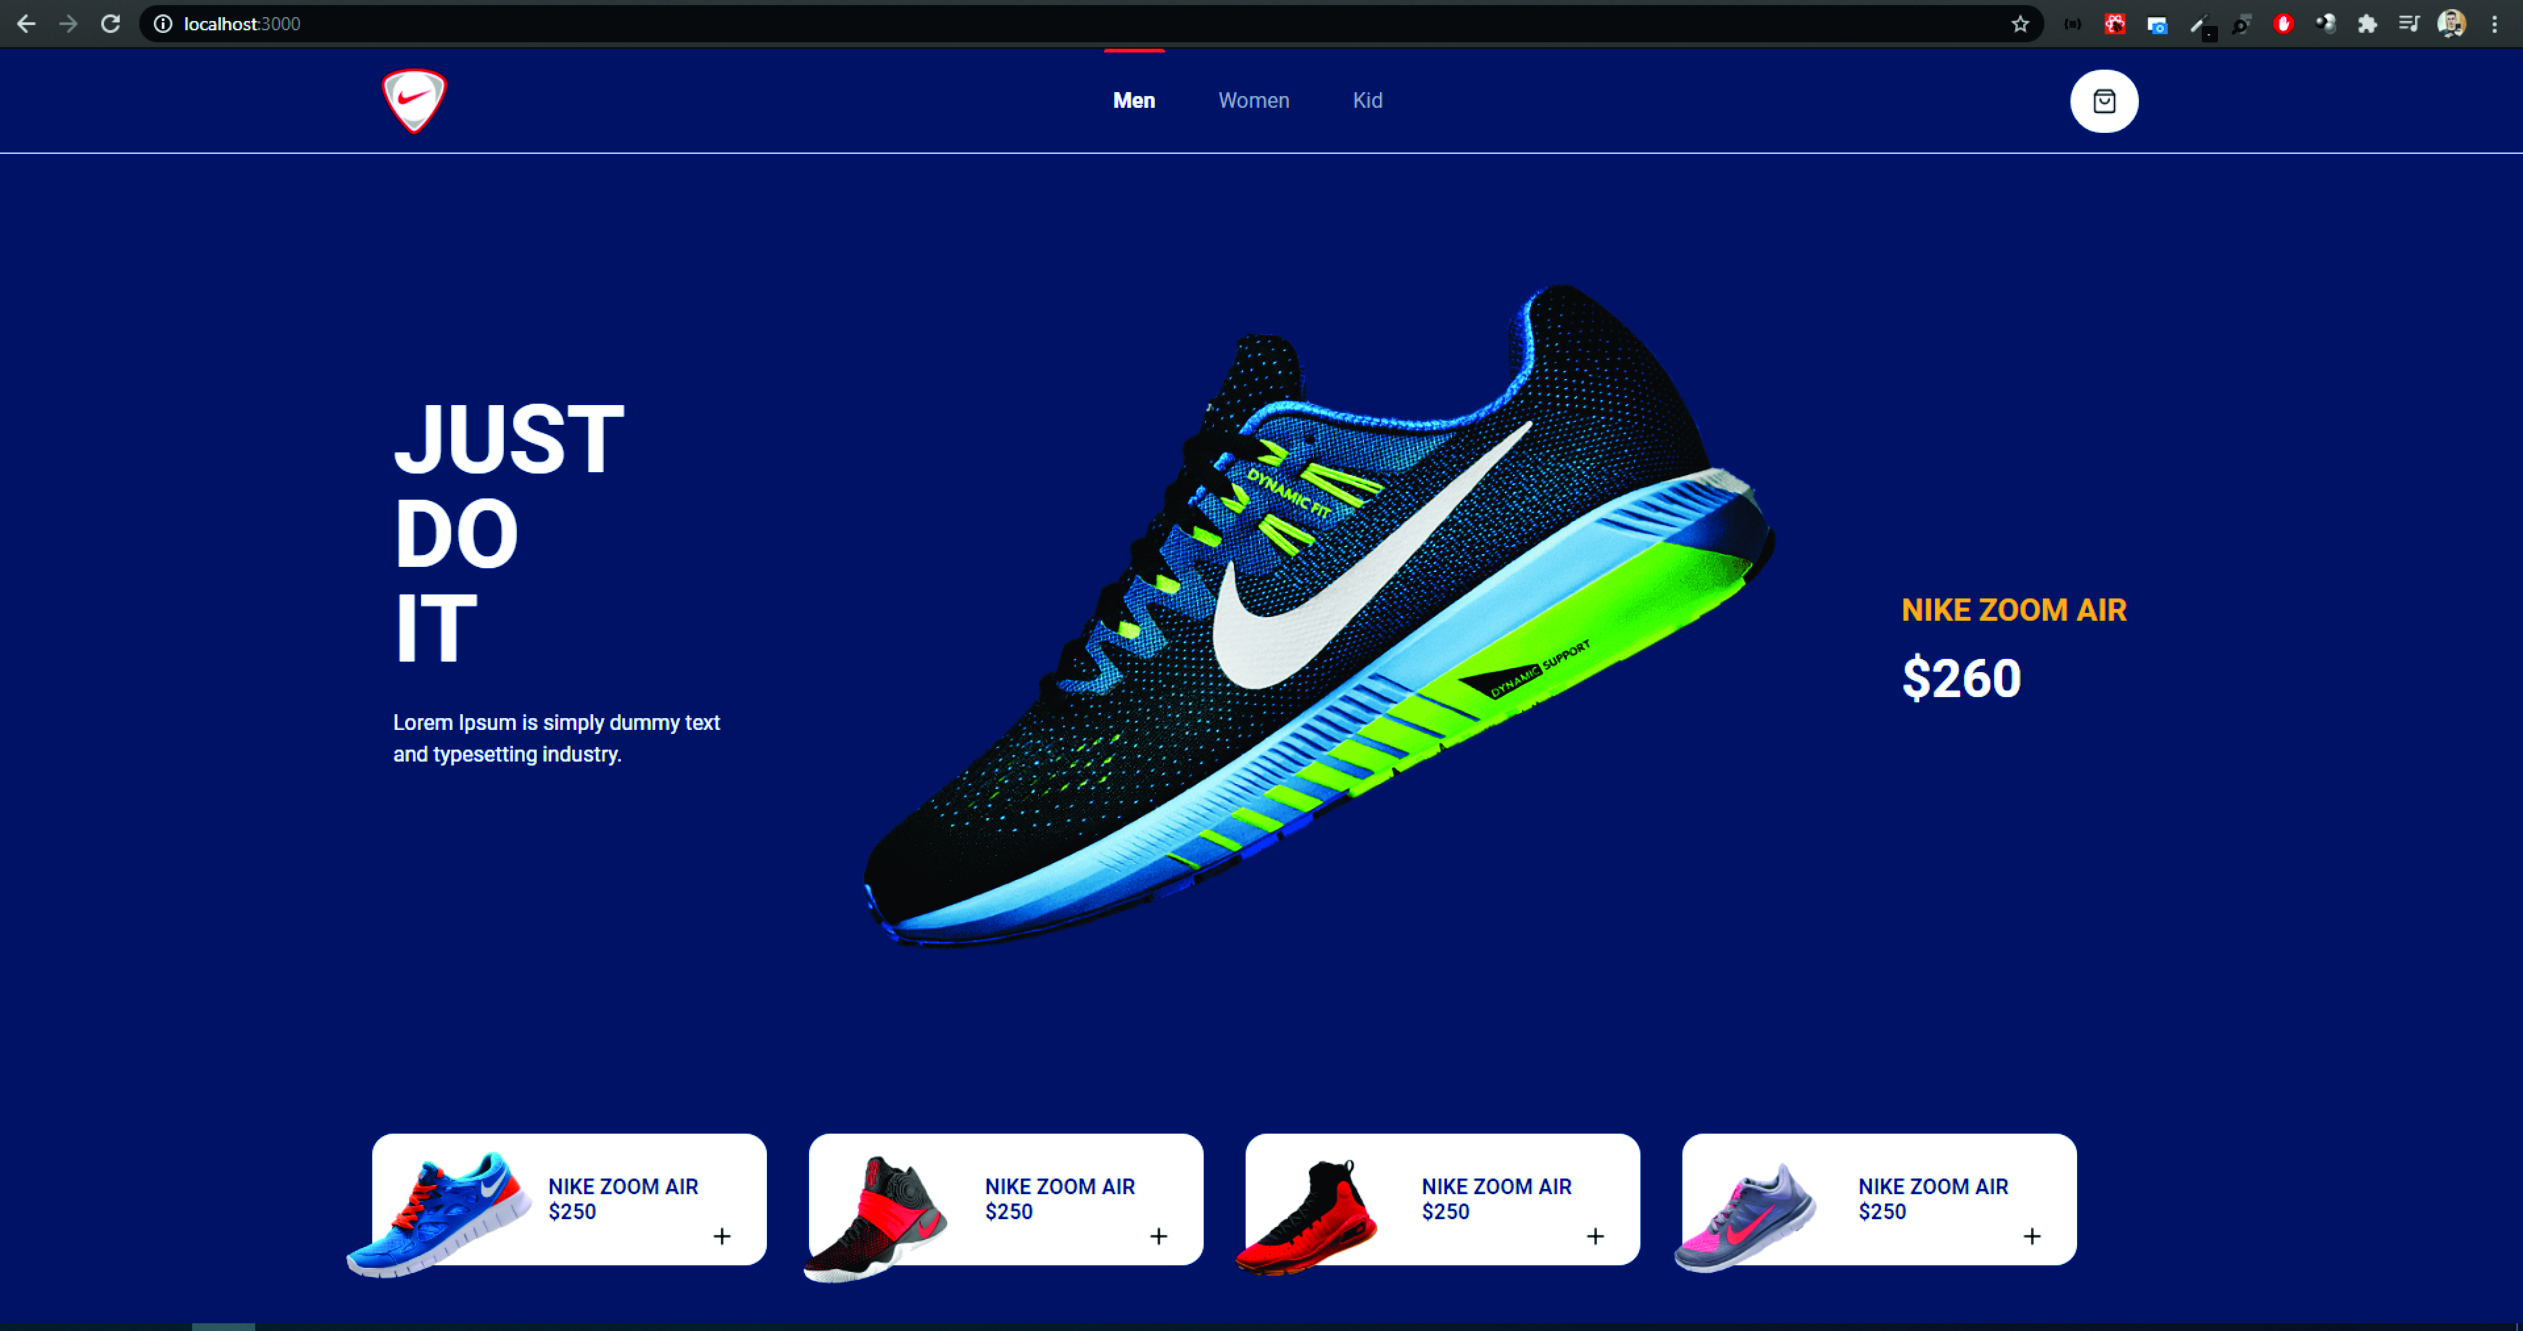 localhost:3000
Men
Women
Kid
JUST
DO
IT
Lorem Ipsum is simply dummy text
and typesetting industry.
DYNAMIC FIT
DYNAMIC SUPPORT
NIKE ZOOM AIR
$260
NIKE ZOOM AIR
$250
NIKE ZOOM AIR
$250
NIKE ZOOM AIR
$250
NIKE ZOOM AIR
$250